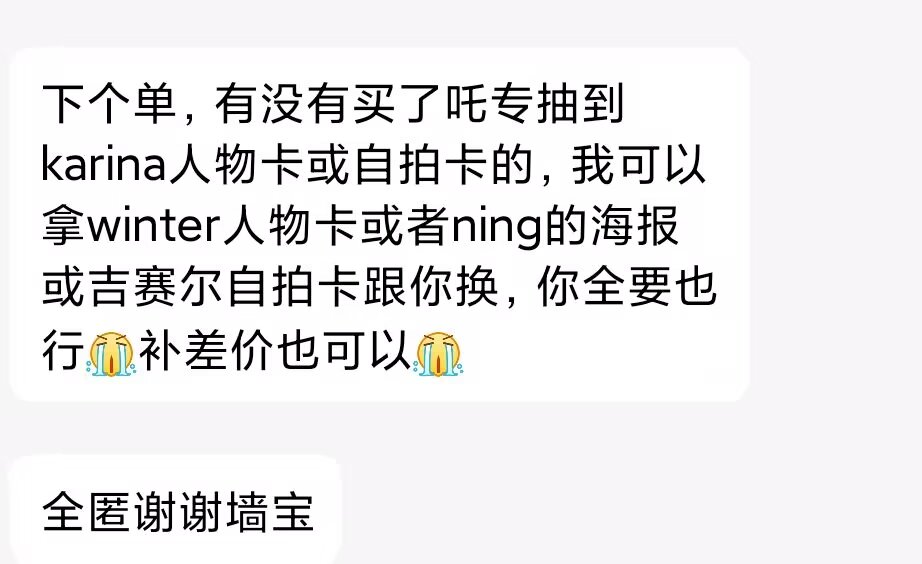 下个单，有没有买了吒专抽到
karina人物卡或自拍卡的，我可以
拿winter人物卡或者ning的海报
或吉赛尔自拍卡跟你换，你全要也
行😭补差价也可以😭
全匿谢谢墙宝